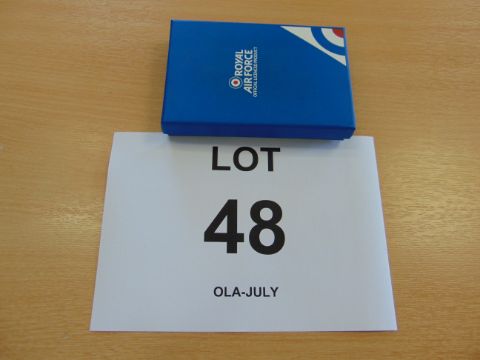 ROYAL
AIR FORCE
OFFICIAL LICENSED PRODUCT
LOT
48
OLA-JULY